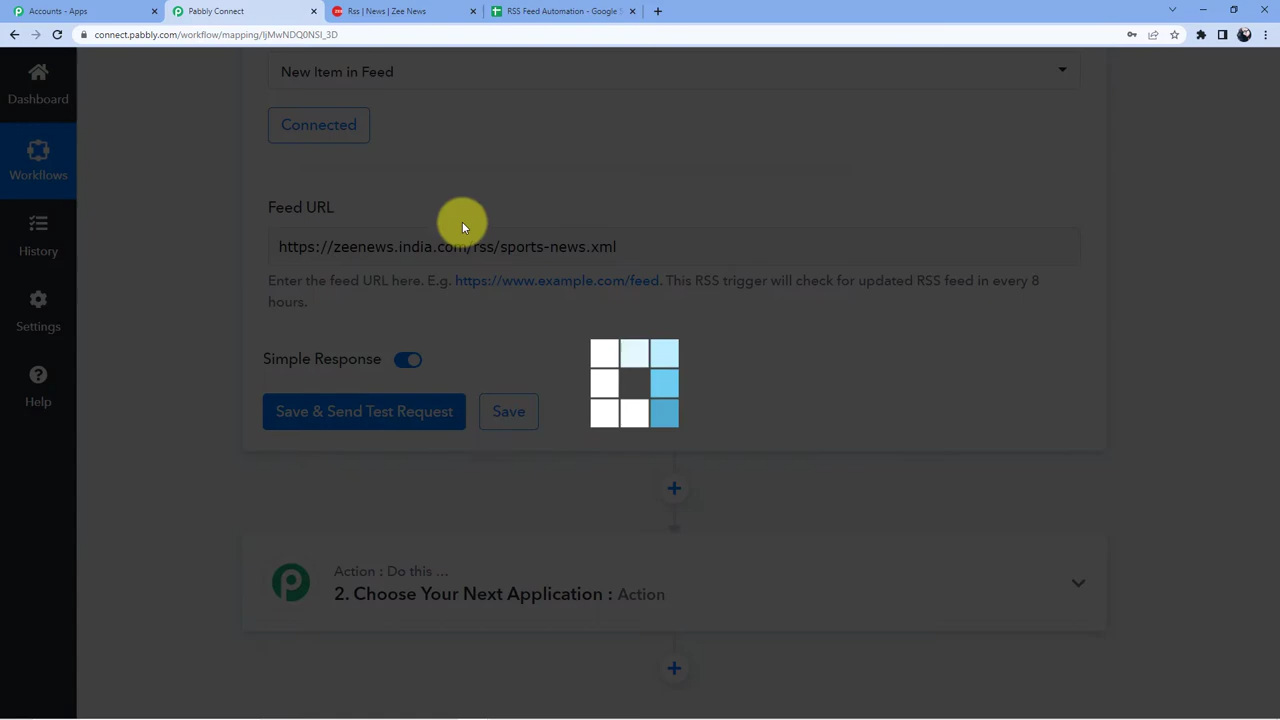 Accounts - Apps
Pabbly Connect
Rss | News | Zee News
RSS Feed Automation - Google S
connect.pabbly.com/workflow/mapping/IjMwNDQ0NSI_3D
Dashboard
Workflows
History
Settings
Help
New Item in Feed
Connected
Feed URL
https://zeenews.india.com/rss/sports-news.xml
Enter the feed URL here. E.g. https://www.example.com/feed. This RSS trigger will check for updated RSS feed in every 8
hours.
Simple Response
Save & Send Test Request
Save
Action : Do this ...
2. Choose Your Next Application : Action